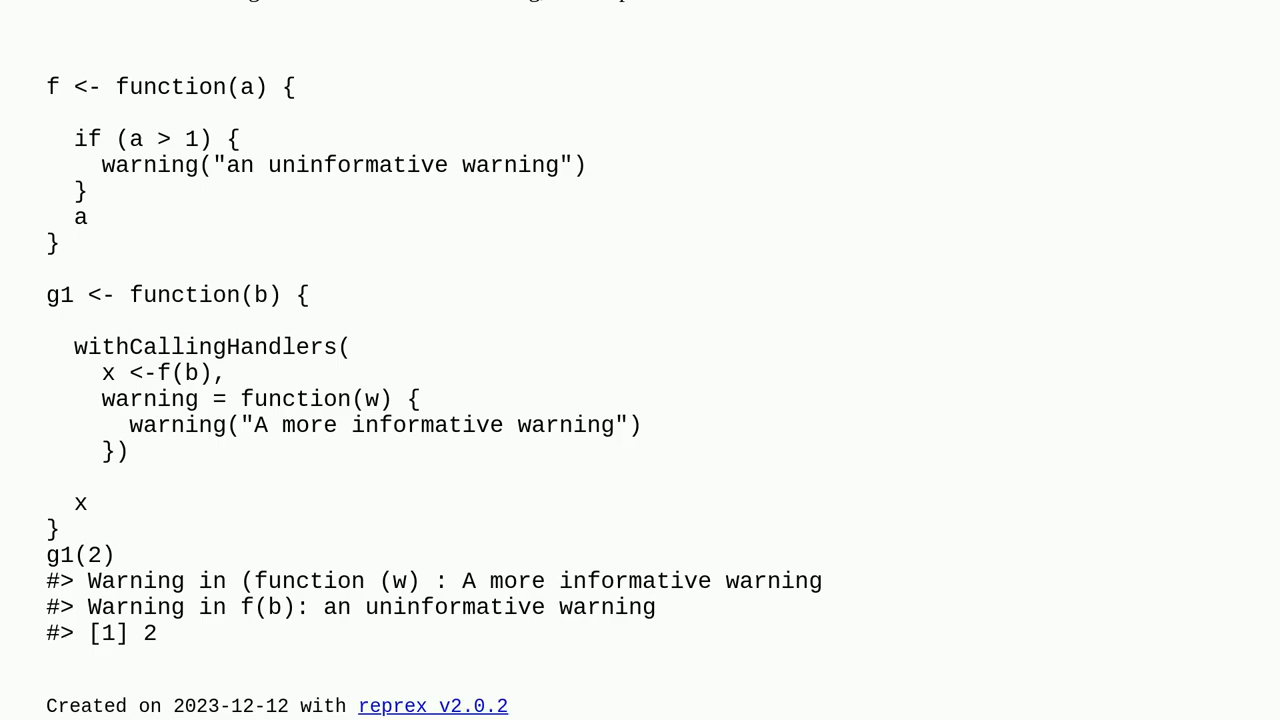 f <- function(a) {
  if (a > 1) {
    warning("an uninformative warning")
  }
  a
}
g1 <- function(b) {
  withCallingHandlers(
    x <-f(b),
    warning = function(w) {
      warning("A more informative warning")
    })
  x
}
g1(2)
#> Warning in (function (w) : A more informative warning
#> Warning in f(b): an uninformative warning
#> [1] 2
Created on 2023-12-12 with reprex v2.0.2